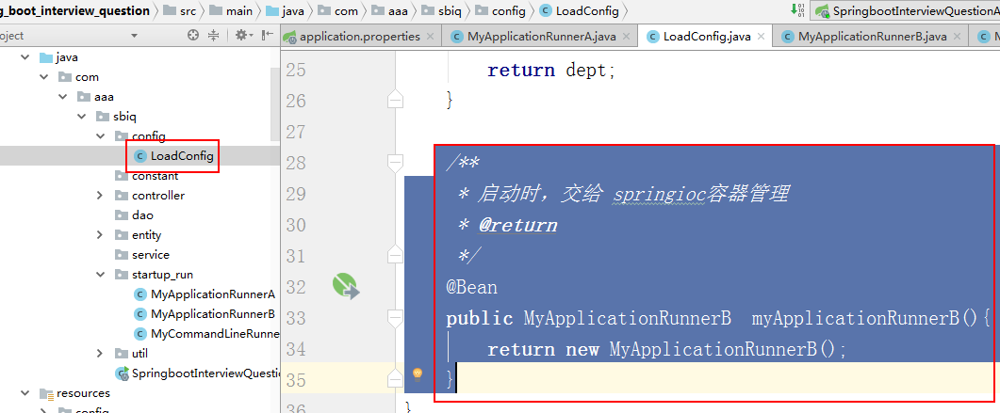 g_boot_interview_question src main java com aaa sbiq config LoadConfig SpringbootInterviewQuestionA
oject application.properties MyApplicationRunnerA.java LoadConfig.java MyApplicationRunnerB.java
java
com
aaa
sbiq
config
LoadConfig
constant
controller
dao
entity
service
startup_run
MyApplicationRunnerA
MyApplicationRunnerB
MyCommandLineRunne
util
SpringbootInterviewQuesti
resources
config
25 return dept;
26 }
27
28 /**
29 * 启动时，交给 springioc容器管理
30 * @return
31 */
32 @Bean
33 public MyApplicationRunnerB myApplicationRunnerB(){
34 return new MyApplicationRunnerB();
35 }
36 }